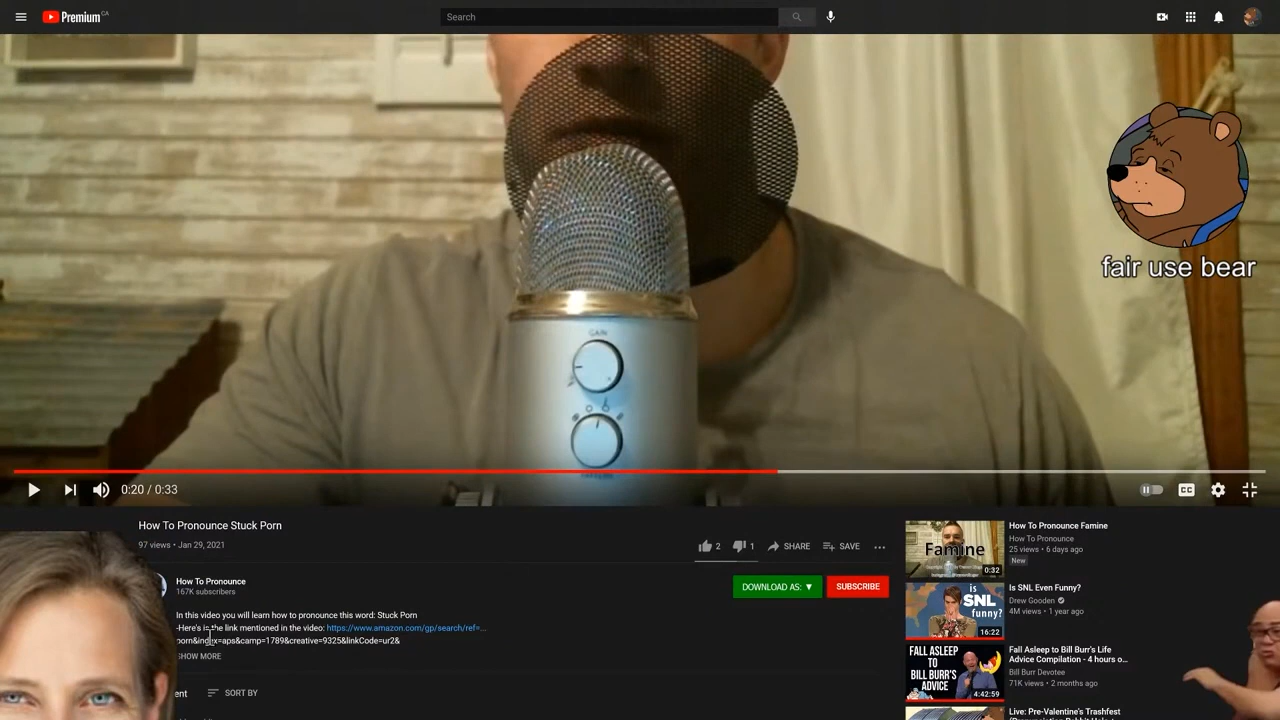 Premium CA
Search
fair use bear
GAIN
0:20 / 0:33
CC
How To Pronounce Stuck Porn
97 views • Jan 29, 2021
2
1
SHARE
SAVE
How To Pronounce
167K subscribers
DOWNLOAD AS: ▼
SUBSCRIBE
In this video you will learn how to pronounce this word: Stuck Porn
-Here's is the link mentioned in the video: https://www.amazon.com/gp/search/ref=...
porn&index=aps&camp=1789&creative=9325&linkCode=ur2&
SHOW MORE
SORT BY
Famine
0:32
How To Pronounce Famine
How To Pronounce
25 views • 6 days ago
New
is
SNL
funny?
16:22
Is SNL Even Funny?
Drew Gooden
4M views • 1 year ago
FALL ASLEEP
TO
BILL BURR'S
ADVICE
4:42:59
Fall Asleep to Bill Burr's Life
Advice Compilation - 4 hours o...
Bill Burr Devotee
71K views • 2 months ago
Live: Pre-Valentine's Trashfest